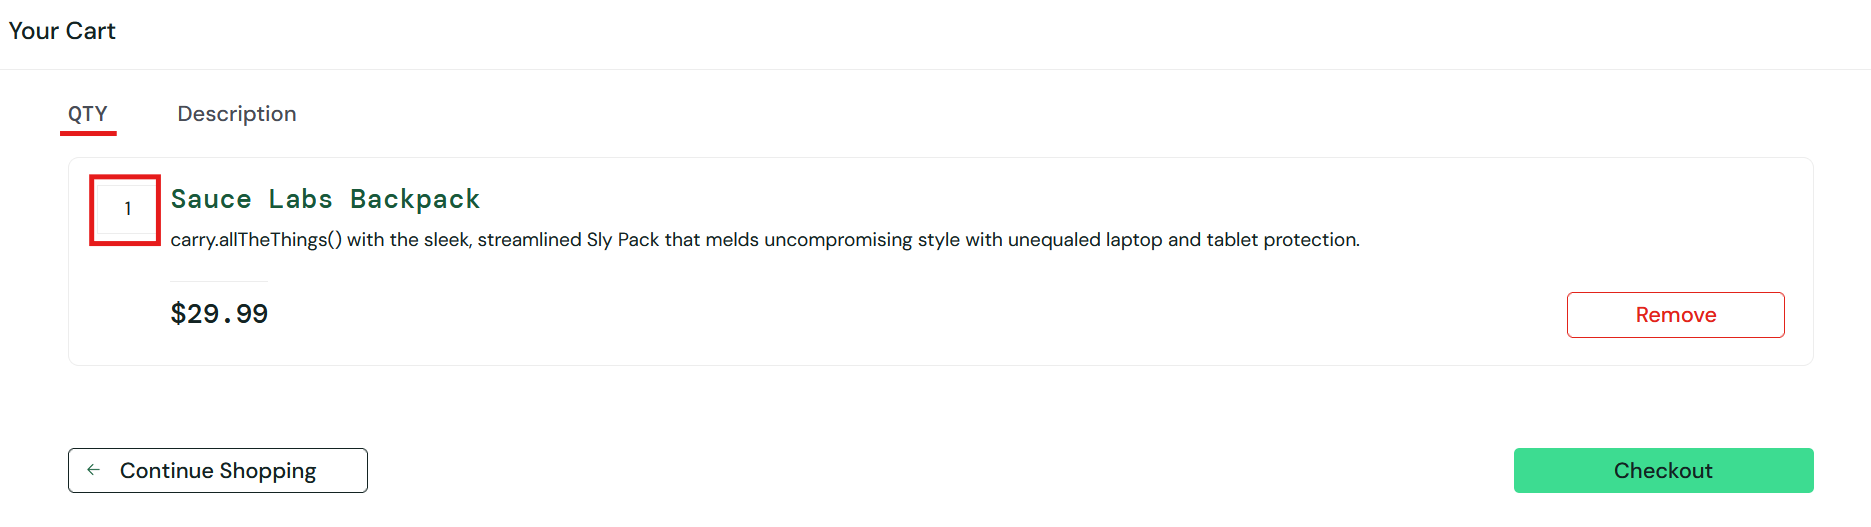 Your Cart
QTY Description
1 Sauce Labs Backpack
carry.allTheThings() with the sleek, streamlined Sly Pack that melds uncompromising style with unequaled laptop and tablet protection.
$29.99 Remove
← Continue Shopping Checkout